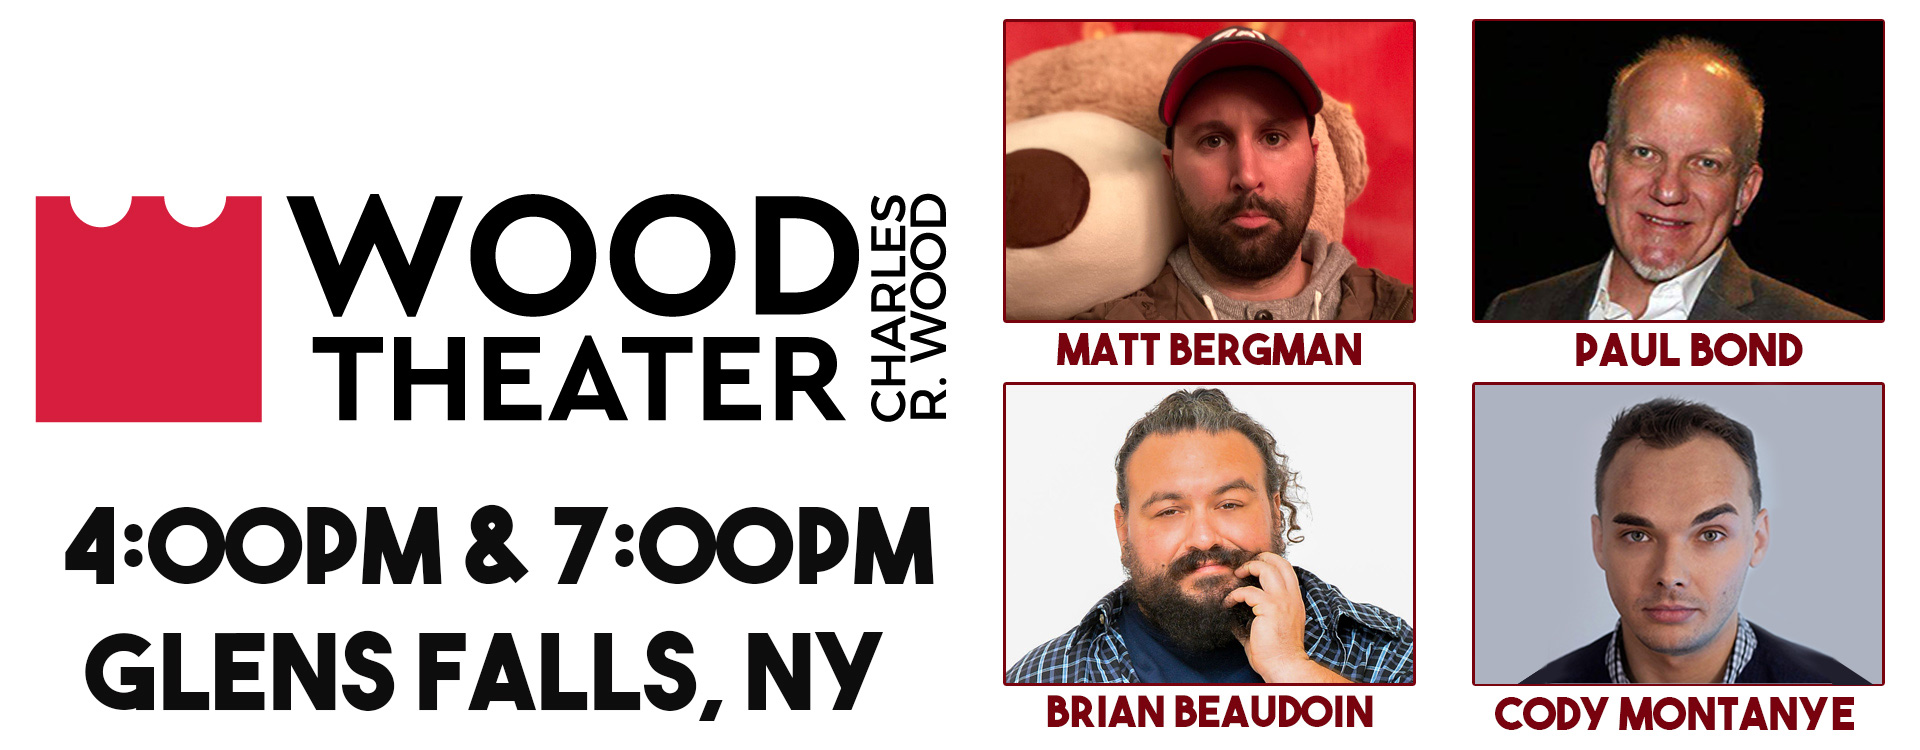 WOOD
THEATER
CHARLES
R. WOOD
4:00PM & 7:00PM
GLENS FALLS, NY
MATT BERGMAN
PAUL BOND
BRIAN BEAUDOIN
CODY MONTANYE